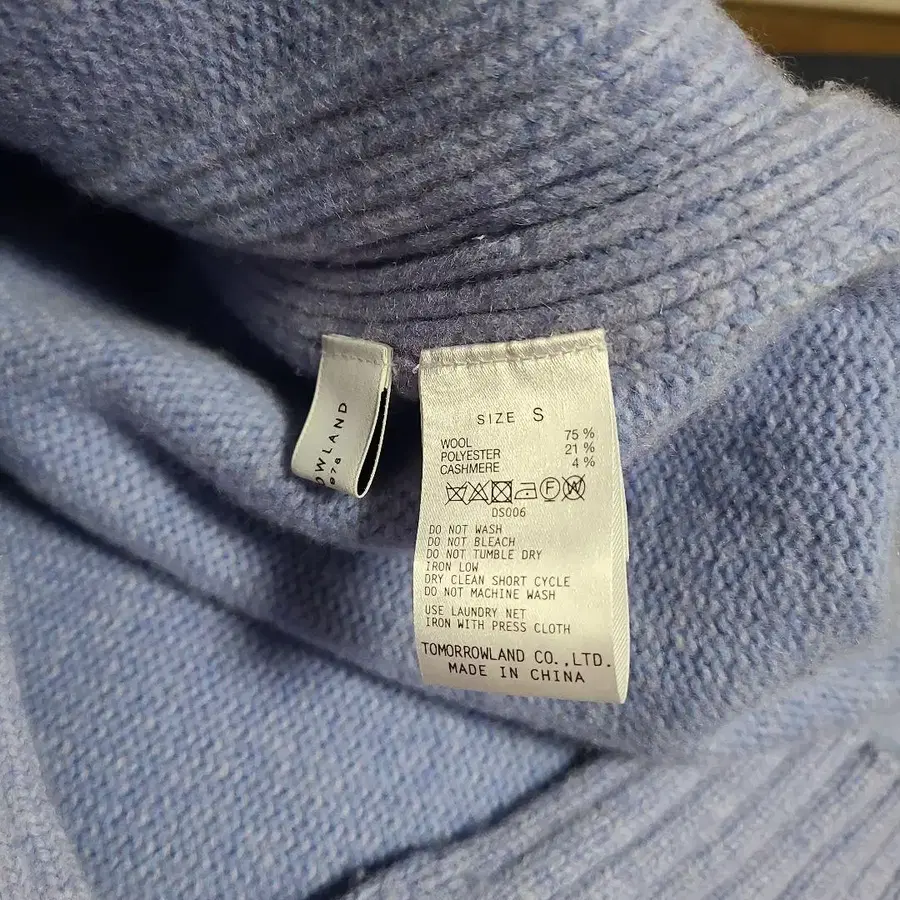 OWLAND
876
SIZE S
WOOL 75 %
POLYESTER 21 %
CASHMERE 4 %
DS006
DO NOT WASH
DO NOT BLEACH
DO NOT TUMBLE DRY
IRON LOW
DRY CLEAN SHORT CYCLE
DO NOT MACHINE WASH
USE LAUNDRY NET
IRON WITH PRESS CLOTH
TOMORROWLAND CO.,LTD.
MADE IN CHINA